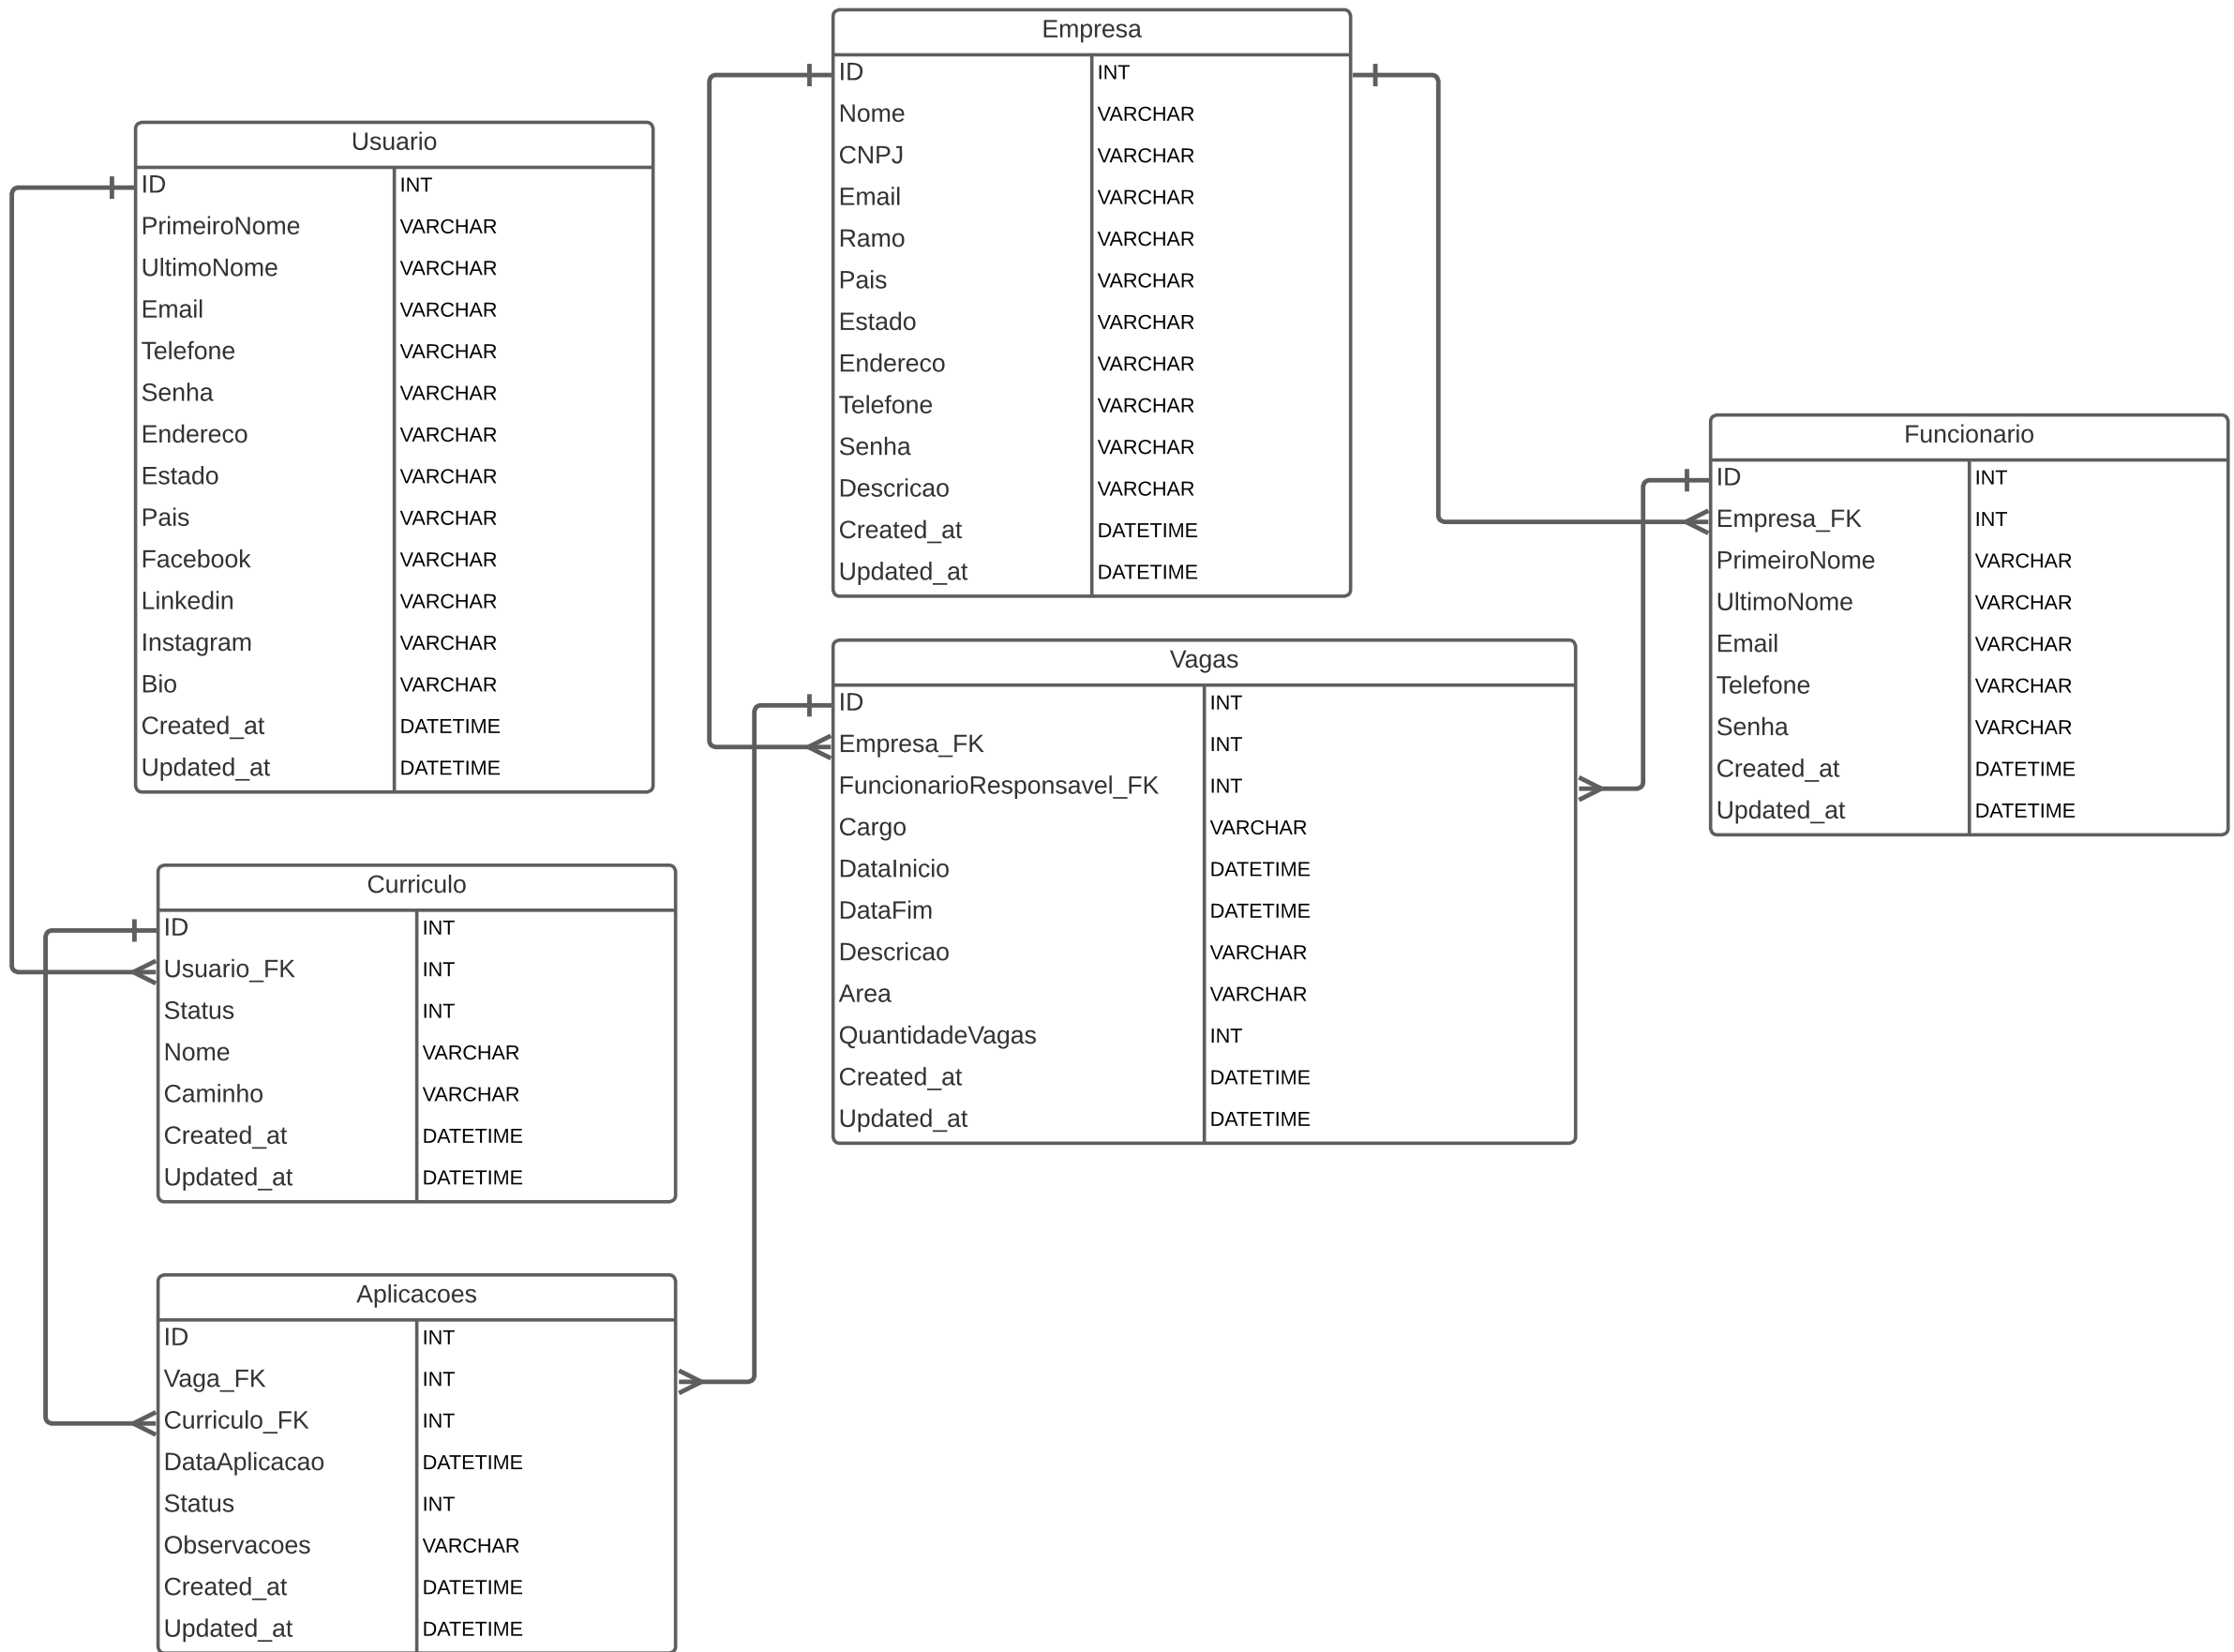 Empresa
ID INT
Nome VARCHAR
CNPJ VARCHAR
Email VARCHAR
Ramo VARCHAR
Pais VARCHAR
Estado VARCHAR
Endereco VARCHAR
Telefone VARCHAR
Senha VARCHAR
Descricao VARCHAR
Created_at DATETIME
Updated_at DATETIME
Usuario
ID INT
PrimeiroNome VARCHAR
UltimoNome VARCHAR
Email VARCHAR
Telefone VARCHAR
Senha VARCHAR
Endereco VARCHAR
Estado VARCHAR
Pais VARCHAR
Facebook VARCHAR
Linkedin VARCHAR
Instagram VARCHAR
Bio VARCHAR
Created_at DATETIME
Updated_at DATETIME
Funcionario
ID INT
Empresa_FK INT
PrimeiroNome VARCHAR
UltimoNome VARCHAR
Email VARCHAR
Telefone VARCHAR
Senha VARCHAR
Created_at DATETIME
Updated_at DATETIME
Vagas
ID INT
Empresa_FK INT
FuncionarioResponsavel_FK INT
Cargo VARCHAR
DataInicio DATETIME
DataFim DATETIME
Descricao VARCHAR
Area VARCHAR
QuantidadeVagas INT
Created_at DATETIME
Updated_at DATETIME
Curriculo
ID INT
Usuario_FK INT
Status INT
Nome VARCHAR
Caminho VARCHAR
Created_at DATETIME
Updated_at DATETIME
Aplicacoes
ID INT
Vaga_FK INT
Curriculo_FK INT
DataAplicacao DATETIME
Status INT
Observacoes VARCHAR
Created_at DATETIME
Updated_at DATETIME